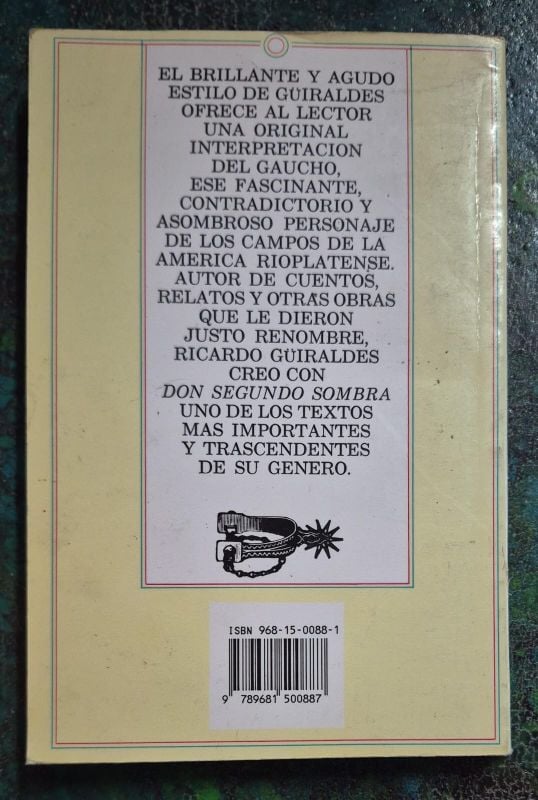 EL BRILLANTE Y AGUDO
ESTILO DE GÜIRALDES
OFRECE AL LECTOR
UNA ORIGINAL
INTERPRETACION
DEL GAUCHO,
ESE FASCINANTE,
CONTRADICTORIO Y
ASOMBROSO PERSONAJE
DE LOS CAMPOS DE LA
AMERICA RIOPLATENSE.
AUTOR DE CUENTOS,
RELATOS Y OTRAS OBRAS
QUE LE DIERON
JUSTO RENOMBRE,
RICARDO GÜIRALDES
CREO CON
DON SEGUNDO SOMBRA
UNO DE LOS TEXTOS
MAS IMPORTANTES
Y TRASCENDENTES
DE SU GENERO.
ISBN 968-15-0088-1
9 789681 500887